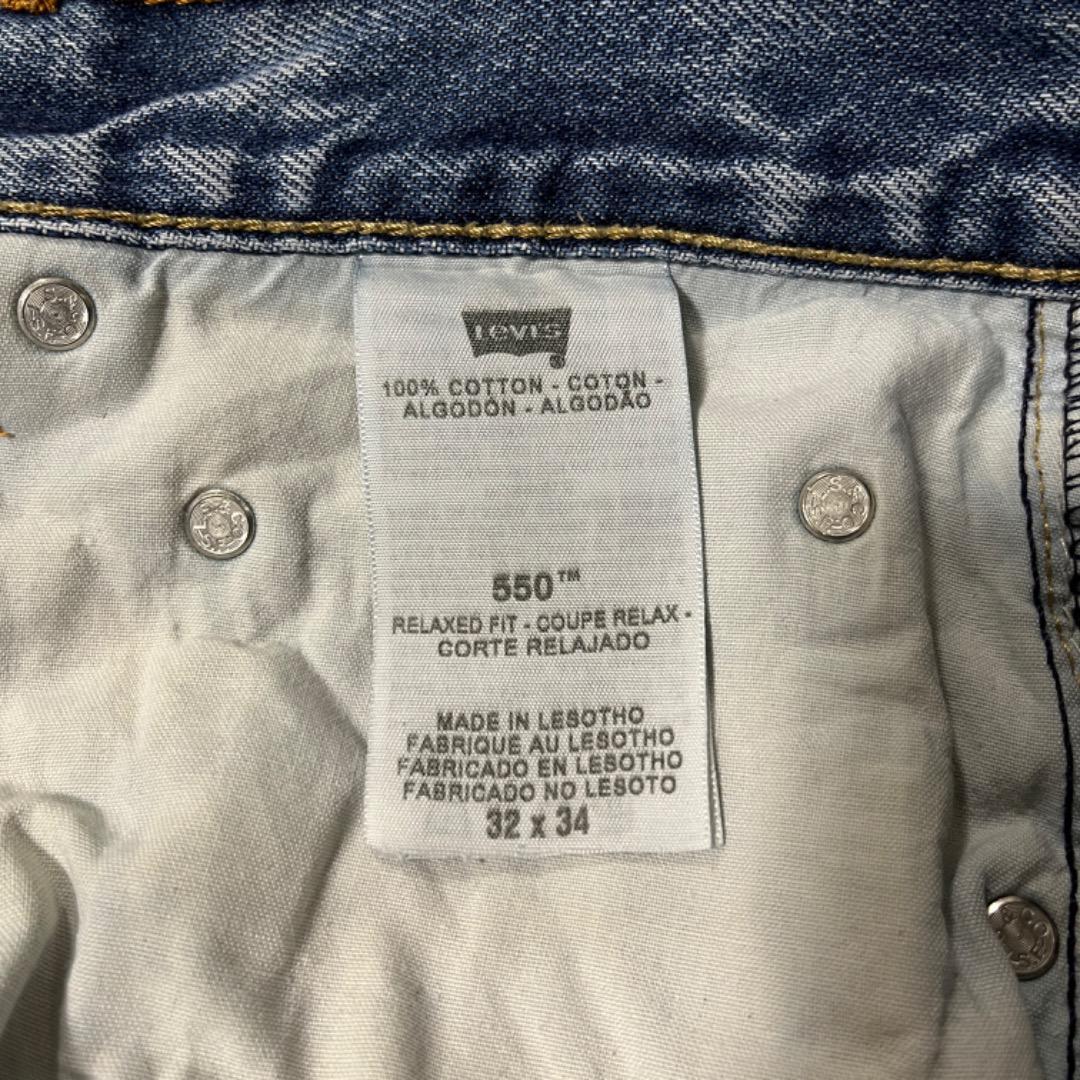 LEVI'S
100% COTTON - COTON -
ALGODÓN - ALGODÃO
550™
RELAXED FIT - COUPE RELAX -
CORTE RELAJADO
MADE IN LESOTHO
FABRIQUE AU LESOTHO
FABRICADO EN LESOTHO
FABRICADO NO LESOTO
32 x 34